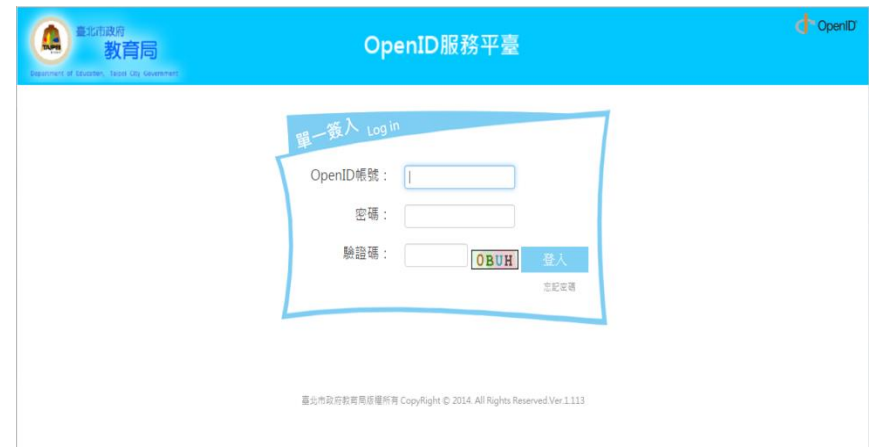 臺北市政府
教育局
Department of Education, Taipei City Government
OpenID服務平臺
OpenID
單一簽入 Log in
OpenID帳號：
密碼：
驗證碼：
OBUH
登入
忘記密碼
臺北市政府教育局版權所有 CopyRight © 2014. All Rights Reserved.Ver.1.113